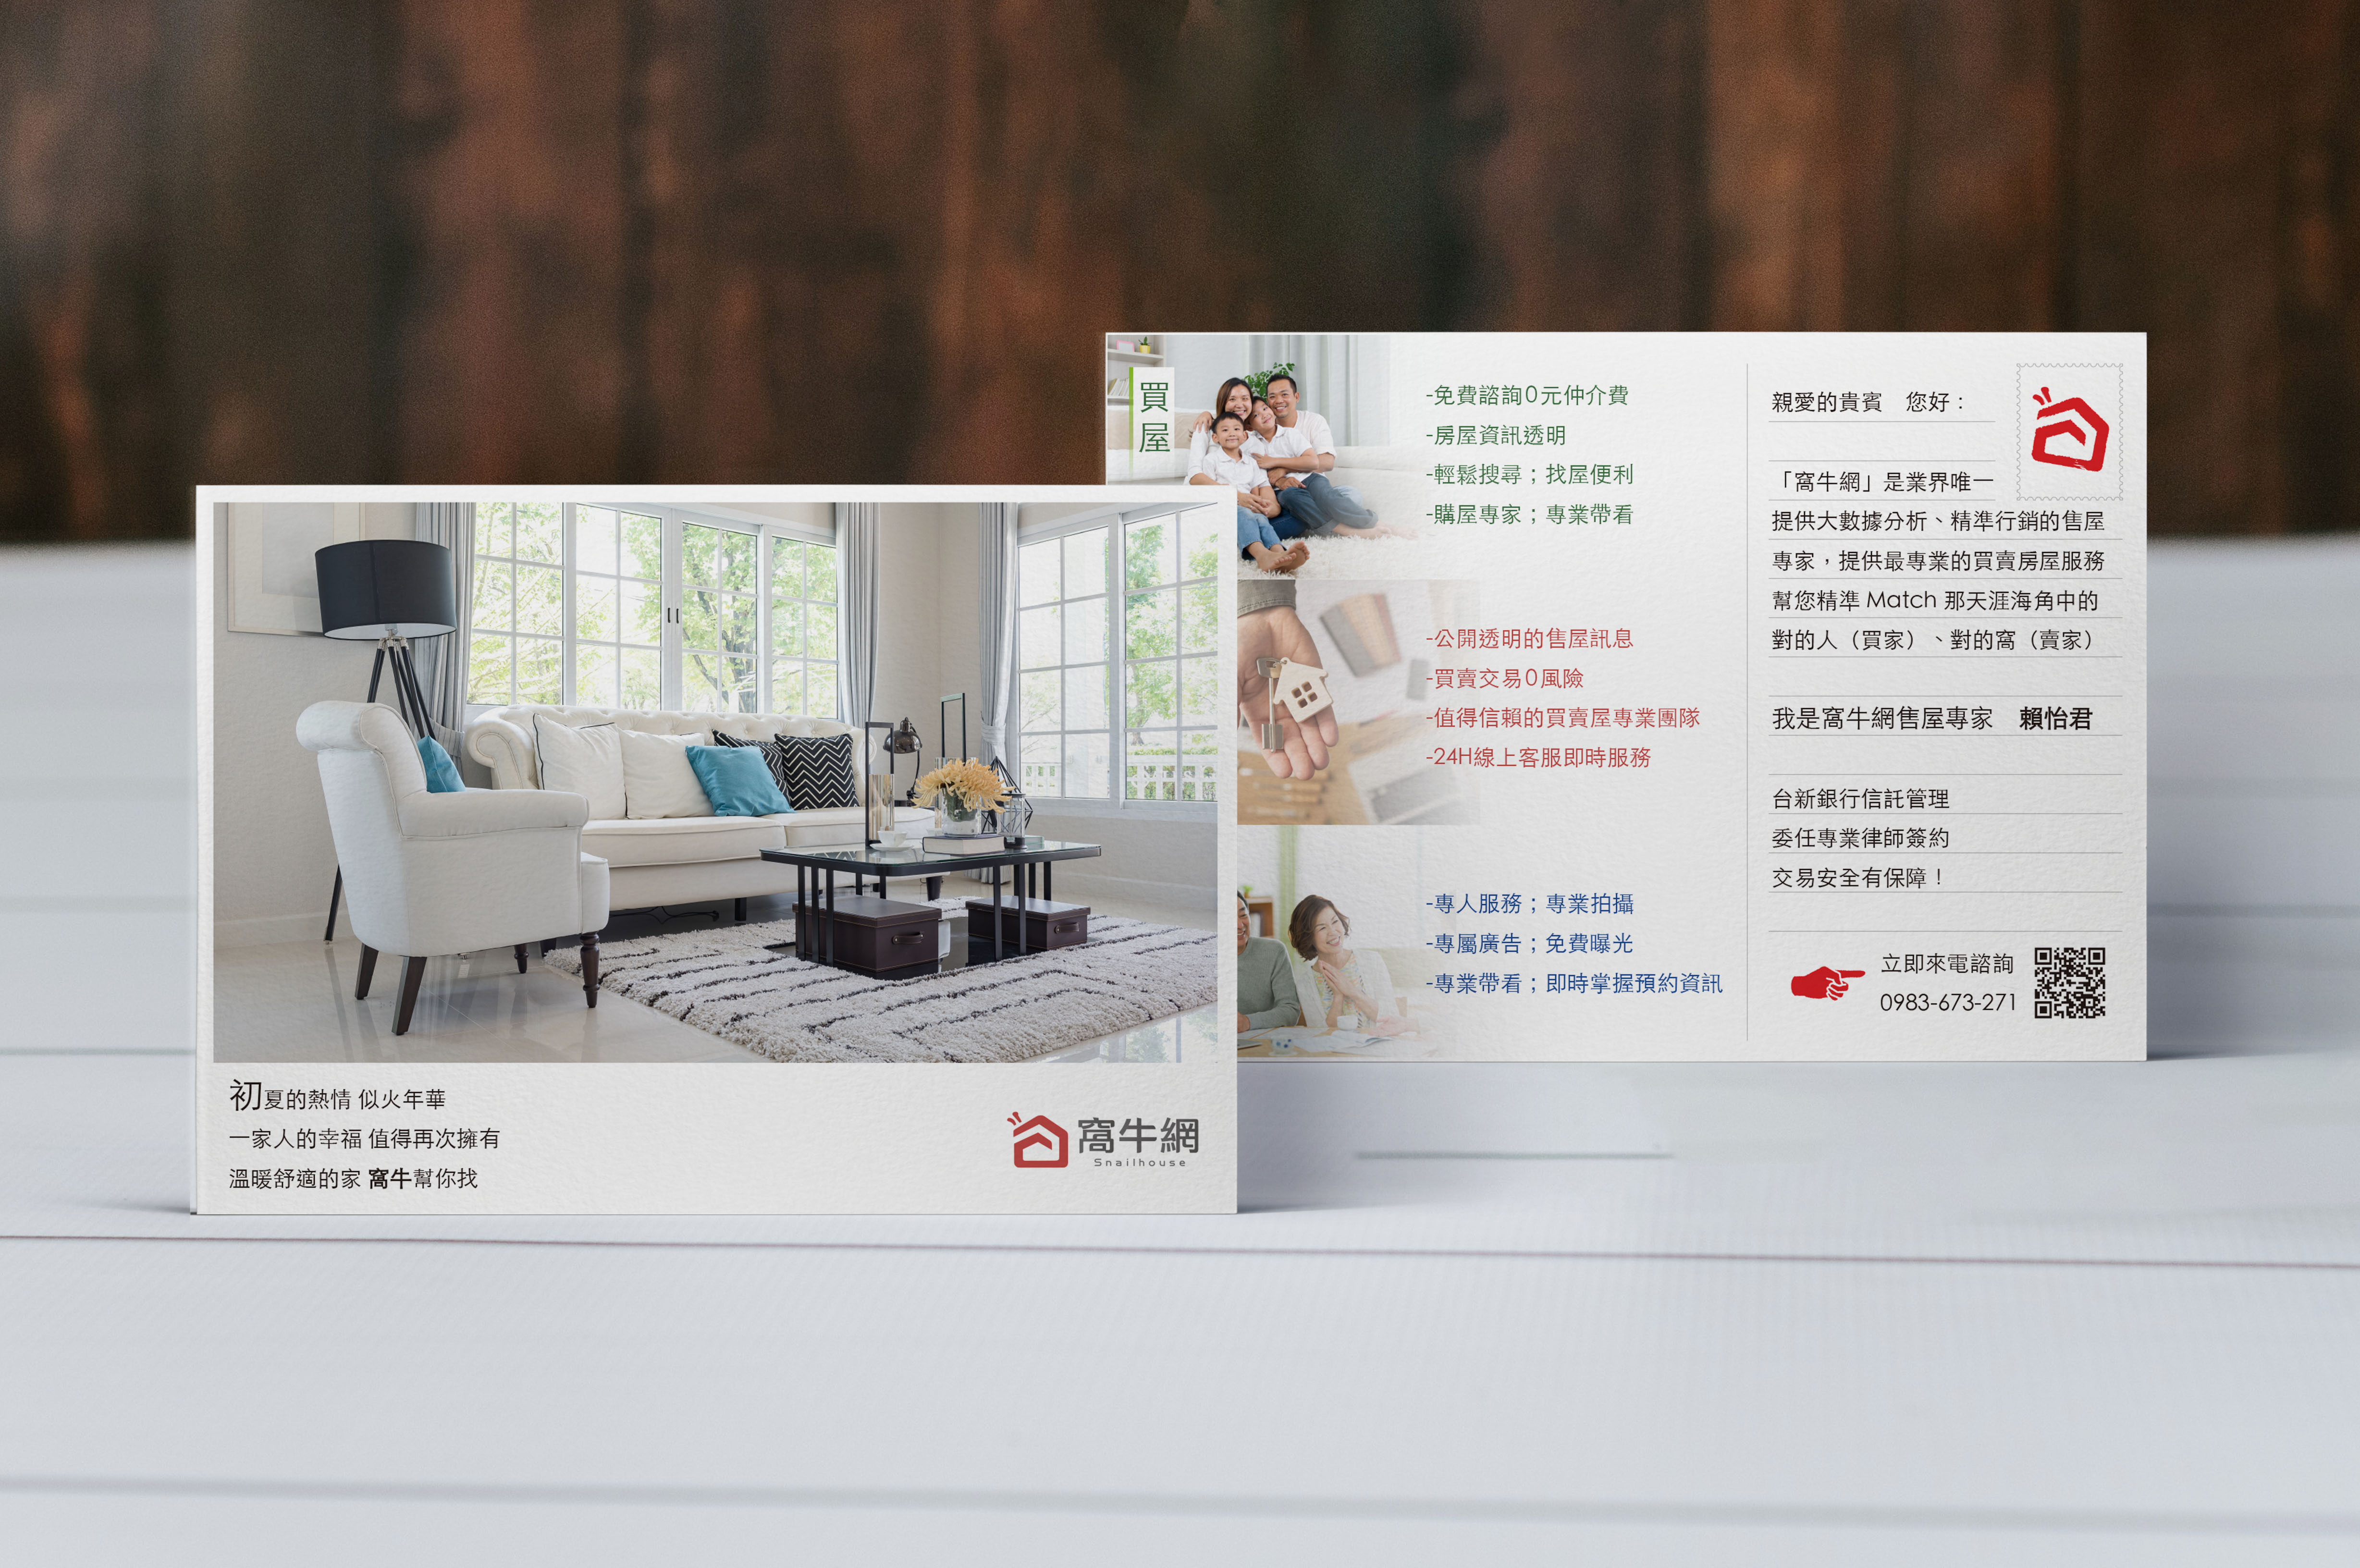 初夏的熱情 似火年華
一家人的幸福 值得再次擁有
溫暖舒適的家 窩牛幫你找
窩牛網
Snailhouse
買屋
-免費諮詢0元仲介費
-房屋資訊透明
-輕鬆搜尋；找屋便利
-購屋專家；專業帶看
-公開透明的售屋訊息
-買賣交易0風險
-值得信賴的買賣屋專業團隊
-24H線上客服即時服務
-專人服務；專業拍攝
-專屬廣告；免費曝光
-專業帶看；即時掌握預約資訊
親愛的貴賓　您好：
「窩牛網」是業界唯一
提供大數據分析、精準行銷的售屋
專家，提供最專業的買賣房屋服務
幫您精準 Match 那天涯海角中的
對的人（買家）、對的窩（賣家）
我是窩牛網售屋專家　賴怡君
台新銀行信託管理
委任專業律師簽約
交易安全有保障！
立即來電諮詢
0983-673-271